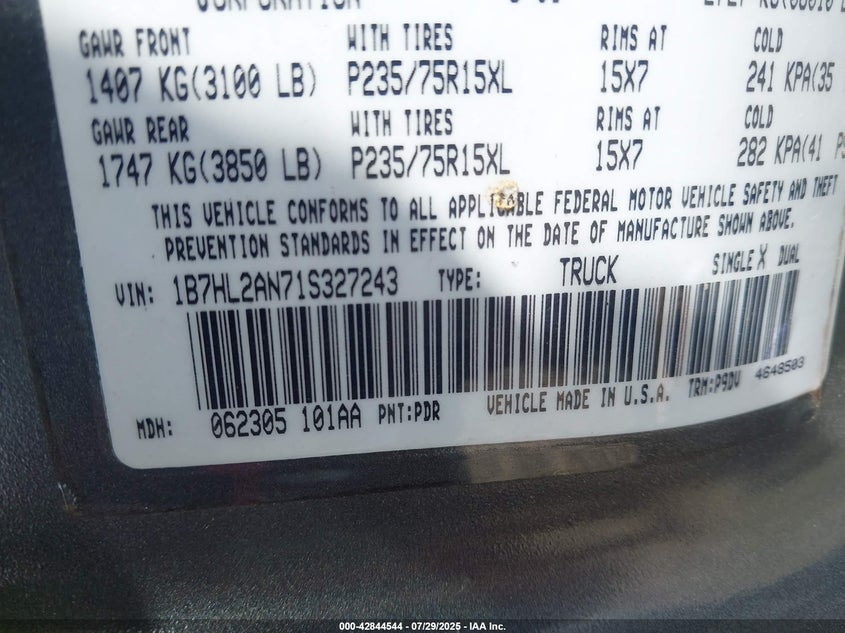 CORPORATION
GAWR FRONT WITH TIRES RIMS AT COLD
1407 KG(3100 LB) P235/75R15XL 15X7 241 KPA(35
GAWR REAR WITH TIRES RIMS AT COLD
1747 KG(3850 LB) P235/75R15XL 15X7 282 KPA(41 PS
THIS VEHICLE CONFORMS TO ALL APPLICABLE FEDERAL MOTOR VEHICLE SAFETY AND THEFT
PREVENTION STANDARDS IN EFFECT ON THE DATE OF MANUFACTURE SHOWN ABOVE.
VIN: 1B7HL2AN71S327243 TYPE: TRUCK SINGLE X DUAL
MDH: 062305 101AA PNT:PDR VEHICLE MADE IN U.S.A. TRM:P9DV 4648503
000-42844544 / 07/29/2025 - IAA Inc.